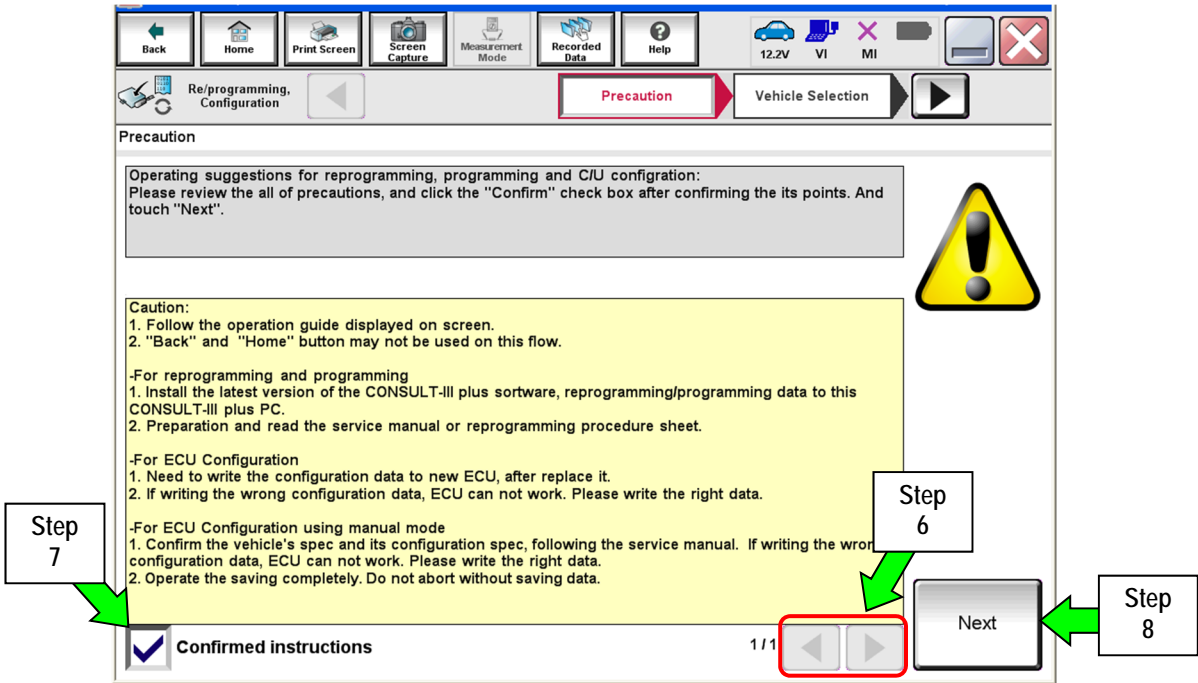 Back
Home
Print Screen
Screen
Capture
Measurement
Mode
Recorded
Data
Help
12.2V
VI
MI
Re/programming,
Configuration
Precaution
Vehicle Selection
Precaution
Operating suggestions for reprogramming, programming and C/U configration:
Please review the all of precautions, and click the "Confirm" check box after confirming the its points. And
touch "Next".
Caution:
1. Follow the operation guide displayed on screen.
2. "Back" and "Home" button may not be used on this flow.
-For reprogramming and programming
1. Install the latest version of the CONSULT-III plus sortware, reprogramming/programming data to this
CONSULT-III plus PC.
2. Preparation and read the service manual or reprogramming procedure sheet.
-For ECU Configuration
1. Need to write the configuration data to new ECU, after replace it.
2. If writing the wrong configuration data, ECU can not work. Please write the right data.
-For ECU Configuration using manual mode
1. Confirm the vehicle's spec and its configuration spec, following the service manual. If writing the wron
configuration data, ECU can not work. Please write the right data.
2. Operate the saving completely. Do not abort without saving data.
Step
6
Step
7
Confirmed instructions
1/1
Next
Step
8